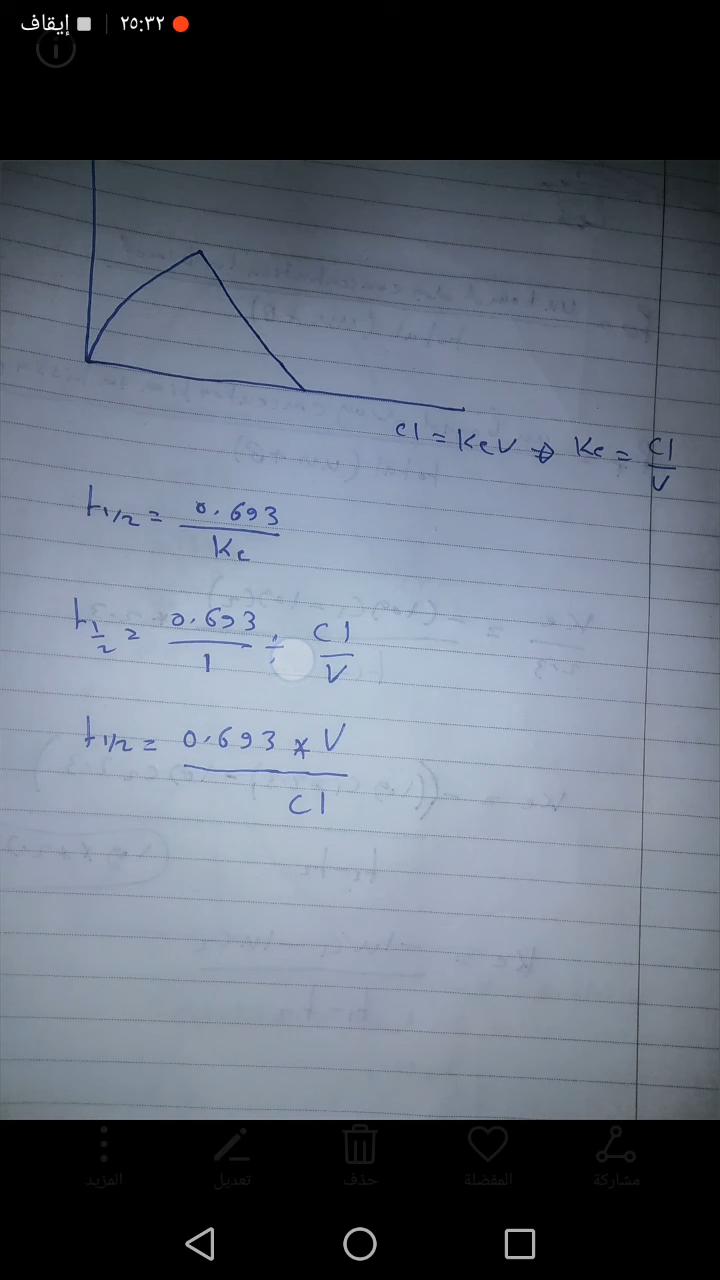 إيقاف ٢٥:٣٢
cl = KeV ⇒ Ke = Cl / V
t1/2 = 0.693 / Ke
t1/2 = 0.693 / 1 ÷ Cl / V
t1/2 = 0.693 * V / Cl
المزيد تعديل حذف المفضلة مشاركة